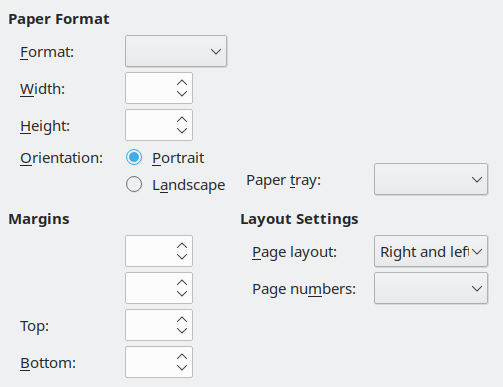 Paper Format
Format:
Width:
Height:
Orientation: Portrait
Landscape
Paper tray:
Margins
Layout Settings
Page layout: Right and left
Page numbers:
Top:
Bottom: